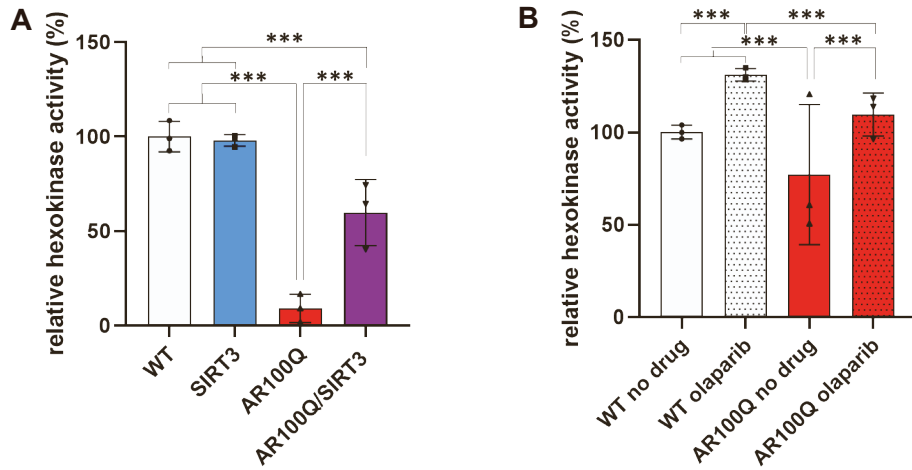 A
relative hexokinase activity (%)
150
100
50
0
***
***
***
WT
SIRT3
AR100Q
AR100Q/SIRT3
B
relative hexokinase activity (%)
150
100
50
0
***
***
***
***
WT no drug
WT olaparib
AR100Q no drug
AR100Q olaparib